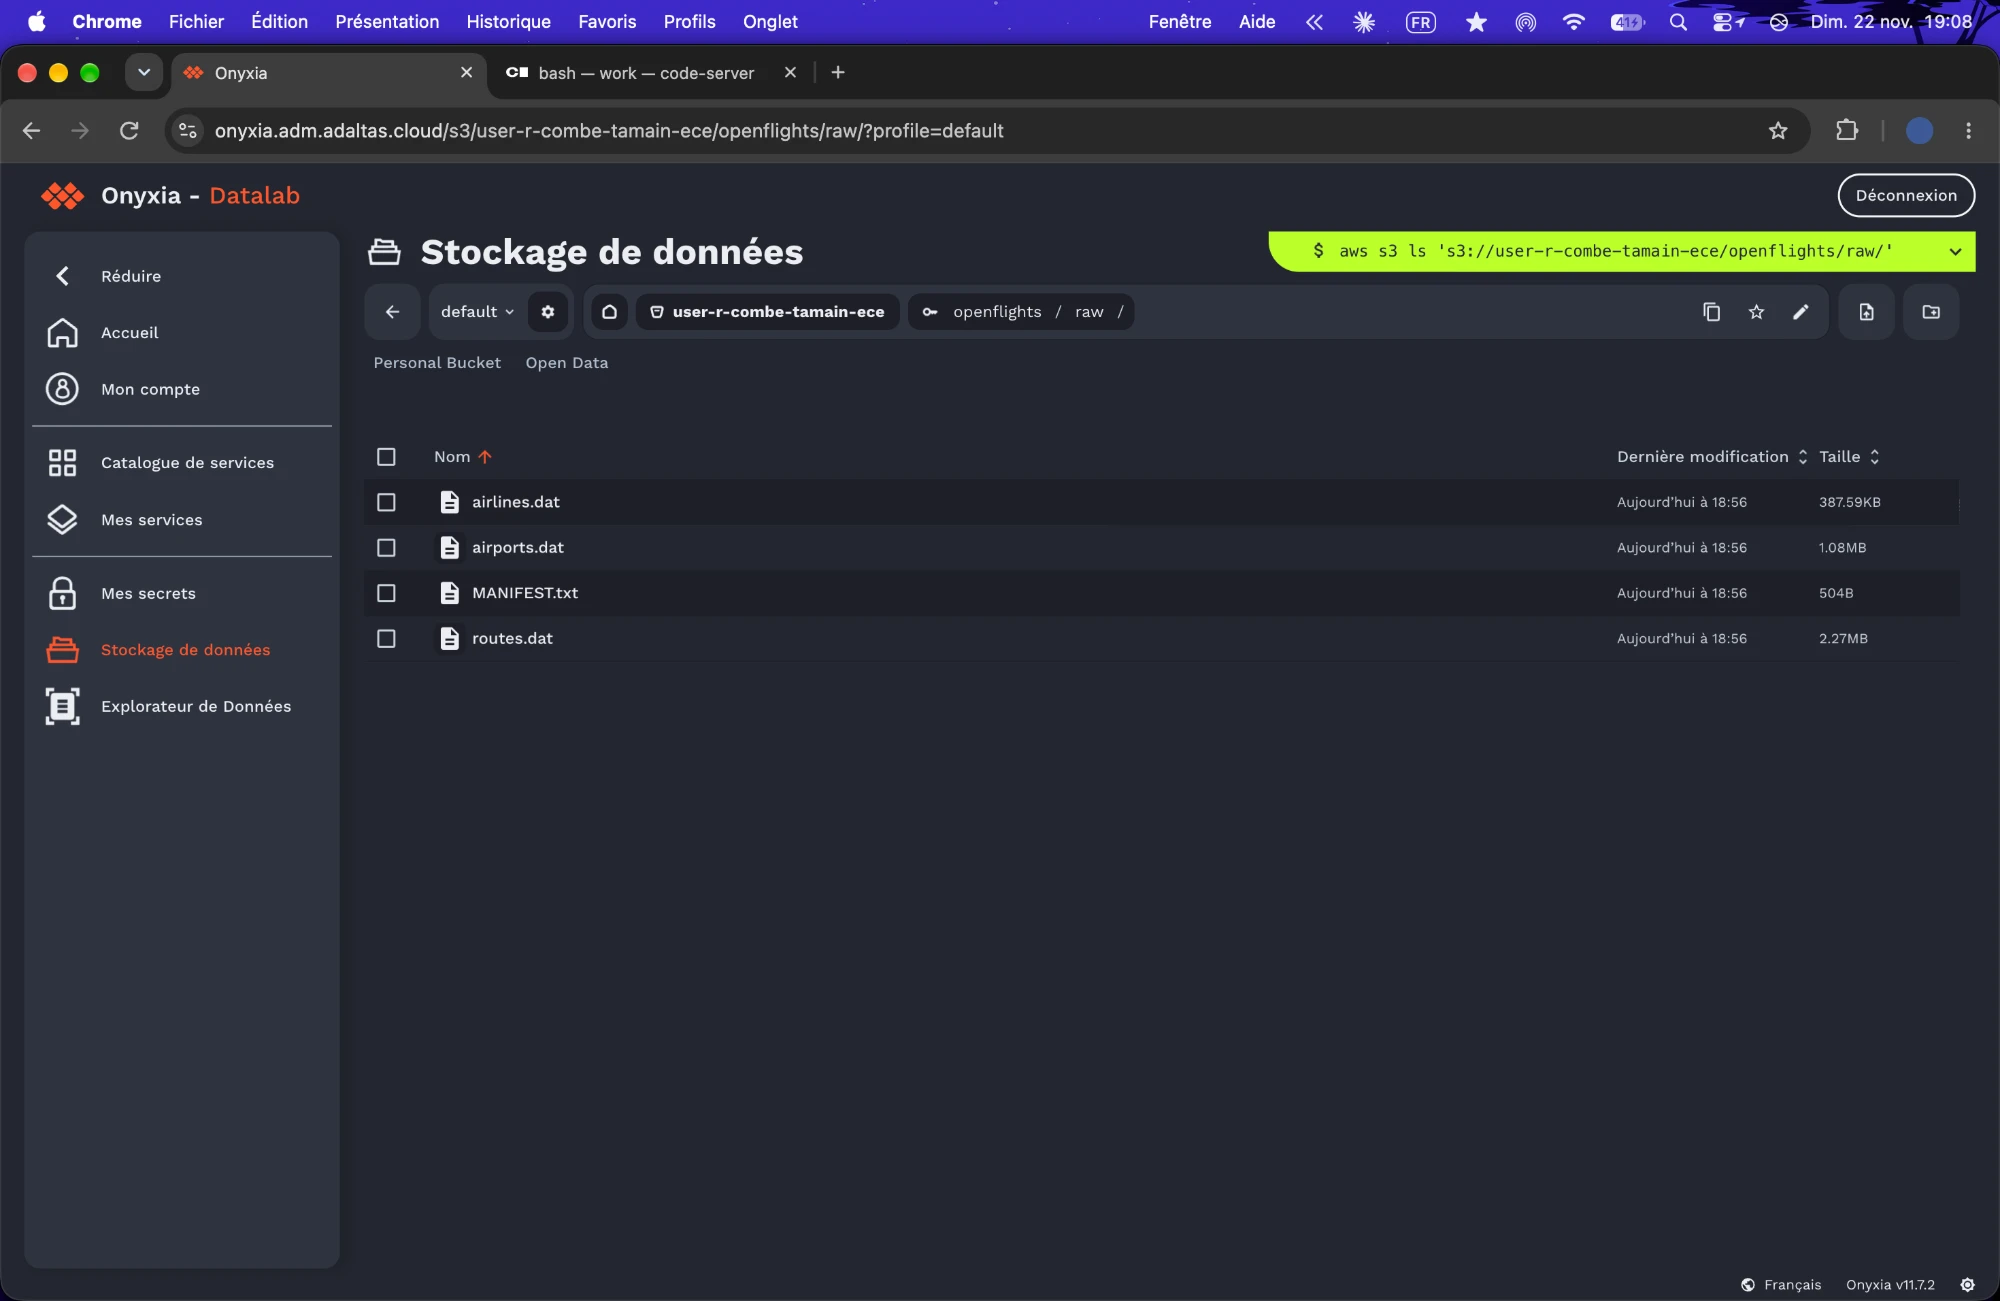 Chrome Fichier Édition Présentation Historique Favoris Profils Onglet Fenêtre Aide FR 41 Dim. 22 nov. 19:08
Onyxia bash — work — code-server
onyxia.adm.adaltas.cloud/s3/user-r-combe-tamain-ece/openflights/raw/?profile=default
Onyxia - Datalab
Déconnexion
Réduire
Accueil
Mon compte
Catalogue de services
Mes services
Mes secrets
Stockage de données
Explorateur de Données
Stockage de données
$ aws s3 ls 's3://user-r-combe-tamain-ece/openflights/raw/'
default user-r-combe-tamain-ece openflights / raw /
Personal Bucket Open Data
Nom Dernière modification Taille
airlines.dat Aujourd’hui à 18:56 387.59KB
airports.dat Aujourd’hui à 18:56 1.08MB
MANIFEST.txt Aujourd’hui à 18:56 504B
routes.dat Aujourd’hui à 18:56 2.27MB
Français Onyxia v11.7.2